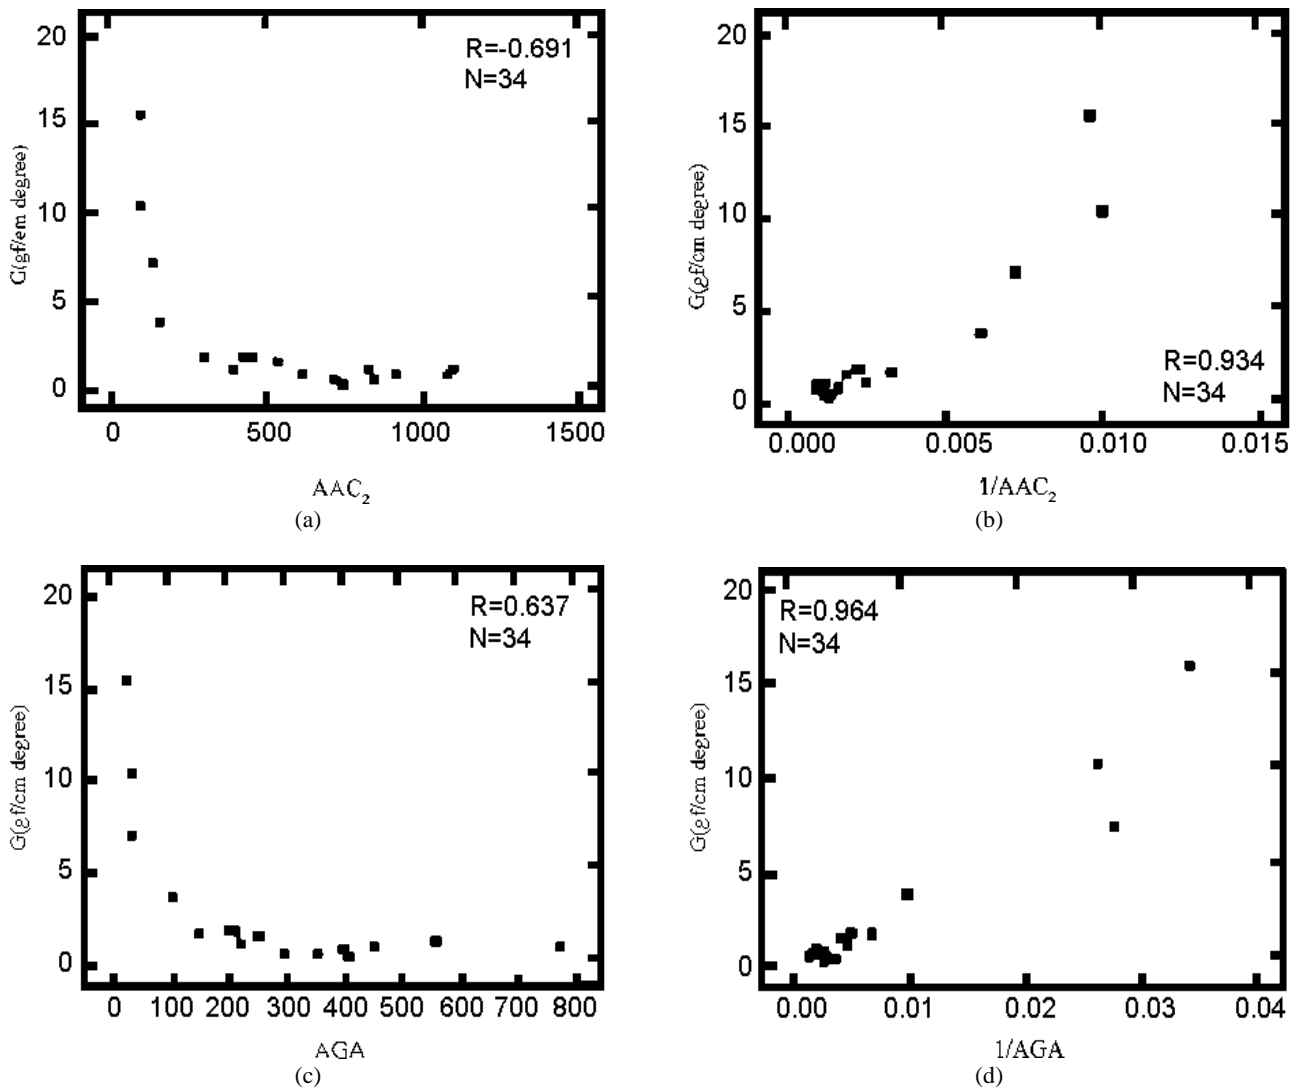 20
15
10
5
0
G(gf/em degree)
R=-0.691
N=34
0 500 1000 1500
AAC₂
(a)
20
15
10
5
0
G(gf/cm degree)
R=0.934
N=34
0.000 0.005 0.010 0.015
1/AAC₂
(b)
20
15
10
5
0
G(gf/cm degree)
R=0.637
N=34
0 100 200 300 400 500 600 700 800
AGA
(c)
20
15
10
5
0
G(gf/cm degree)
R=0.964
N=34
0.00 0.01 0.02 0.03 0.04
1/AGA
(d)